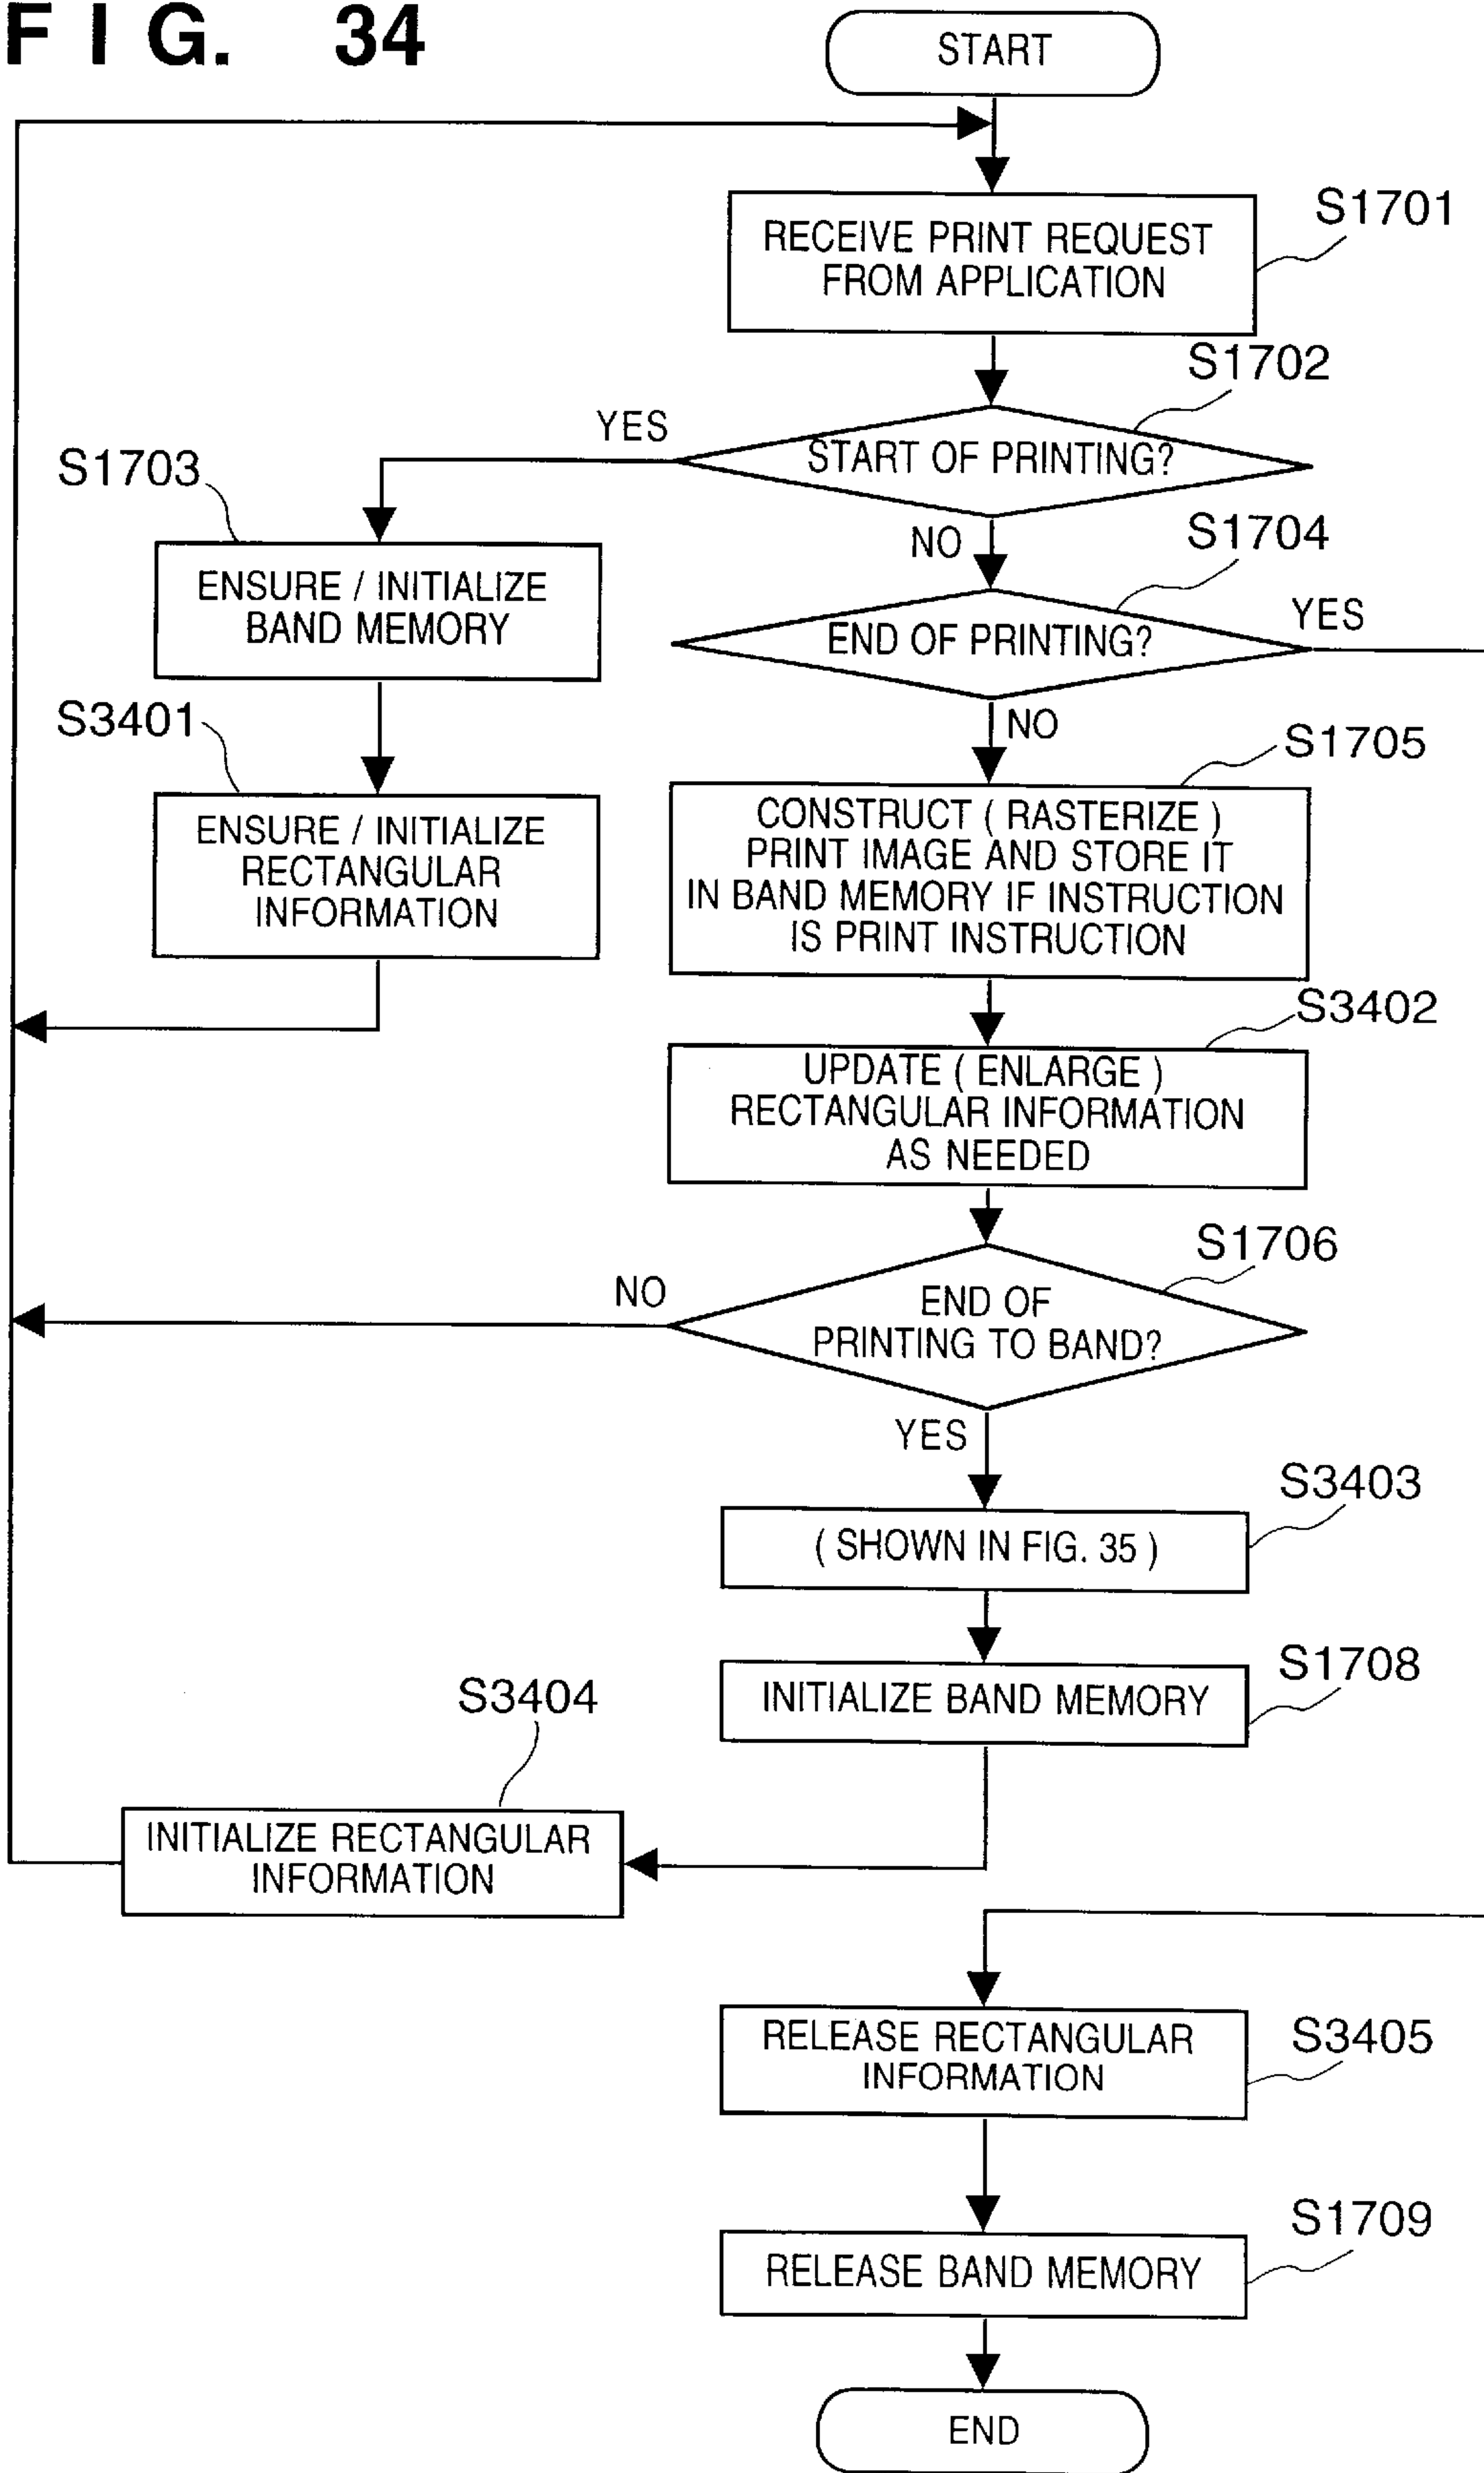 FIG. 34
START
S1701
RECEIVE PRINT REQUEST
FROM APPLICATION
S1702
YES
START OF PRINTING?
S1703
NO
S1704
ENSURE / INITIALIZE
BAND MEMORY
YES
END OF PRINTING?
S3401
NO
S1705
ENSURE / INITIALIZE
RECTANGULAR
INFORMATION
CONSTRUCT ( RASTERIZE )
PRINT IMAGE AND STORE IT
IN BAND MEMORY IF INSTRUCTION
IS PRINT INSTRUCTION
S3402
UPDATE ( ENLARGE )
RECTANGULAR INFORMATION
AS NEEDED
S1706
NO
END OF
PRINTING TO BAND?
YES
S3403
( SHOWN IN FIG. 35 )
S1708
INITIALIZE BAND MEMORY
S3404
INITIALIZE RECTANGULAR
INFORMATION
RELEASE RECTANGULAR
INFORMATION
S3405
S1709
RELEASE BAND MEMORY
END